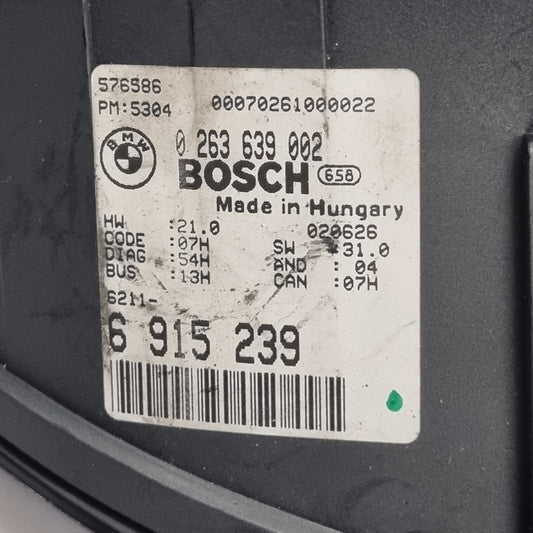 576586
PM:5304 00070261000022
BMW 0 263 639 002
BOSCH 658
Made in Hungary
HW :21.0 020626
CODE :07H SW :31.0
DIAG :54H AND : 04
BUS :13H CAN :07H
6211-
6 915 239